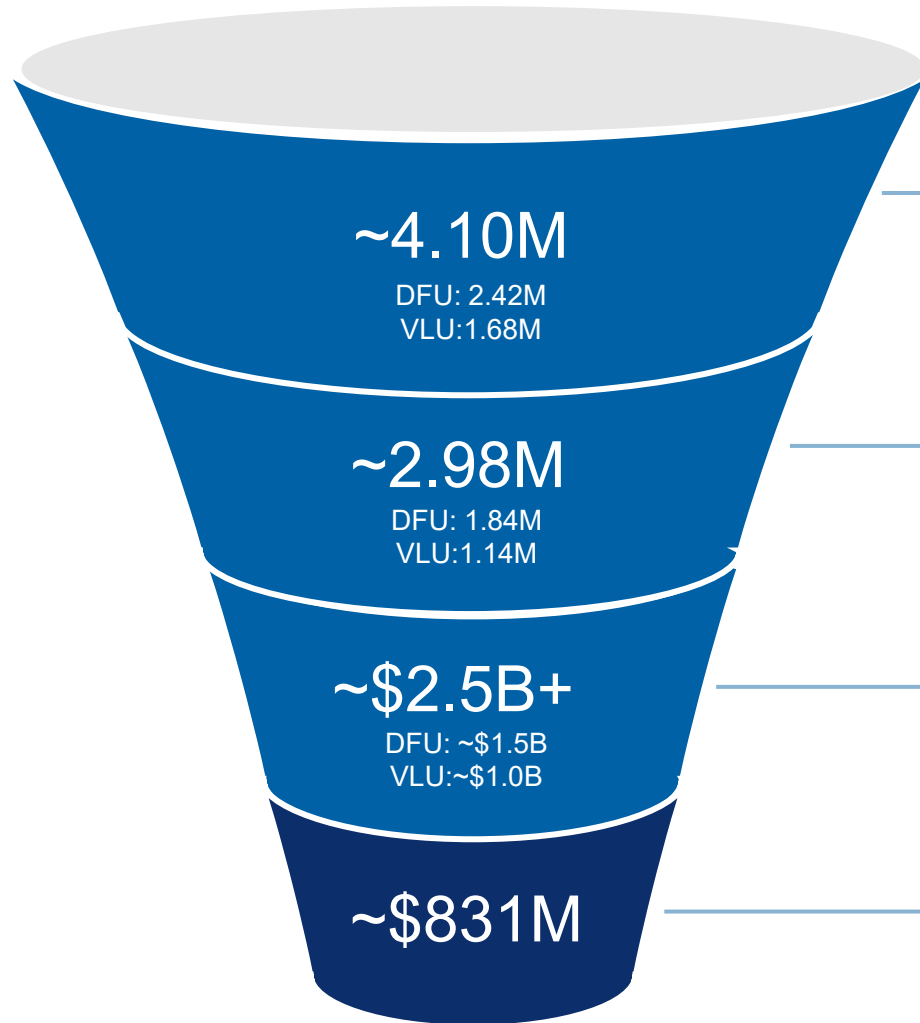 ~4.10M
DFU: 2.42M
VLU:1.68M
~2.98M
DFU: 1.84M
VLU:1.14M
~$2.5B+
DFU: ~$1.5B
VLU:~$1.0B
~$831M